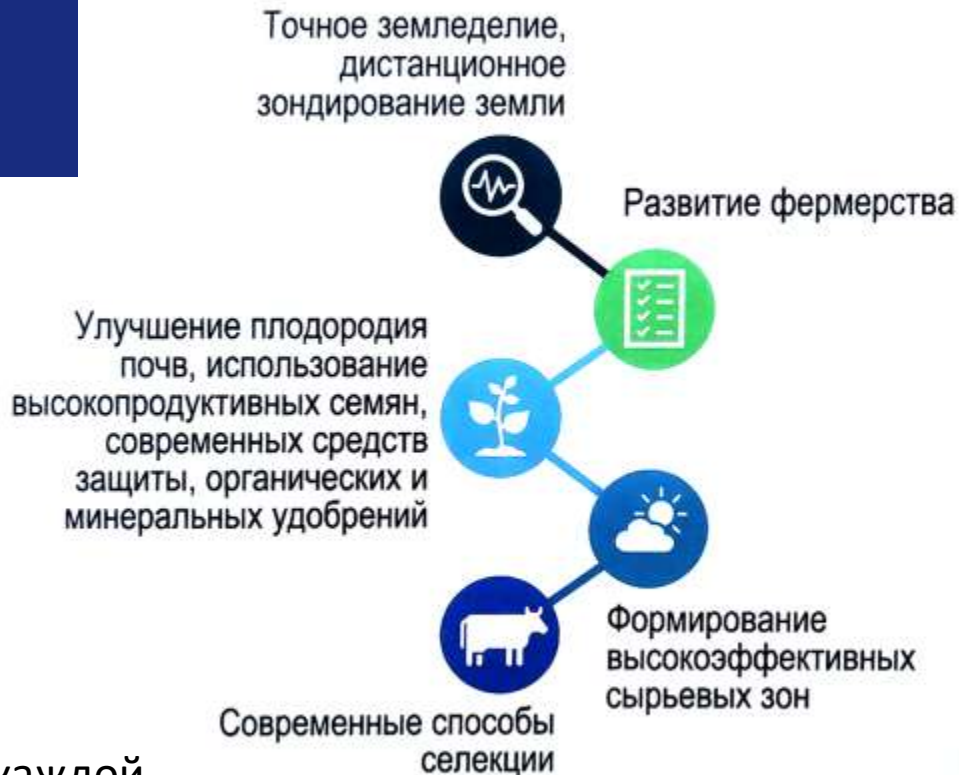 Точное земледелие,
дистанционное
зондирование земли
Развитие фермерства
Улучшение плодородия
почв, использование
высокопродуктивных семян,
современных средств
защиты, органических и
минеральных удобрений
Формирование
высокоэффективных
сырьевых зон
Современные способы
селекции